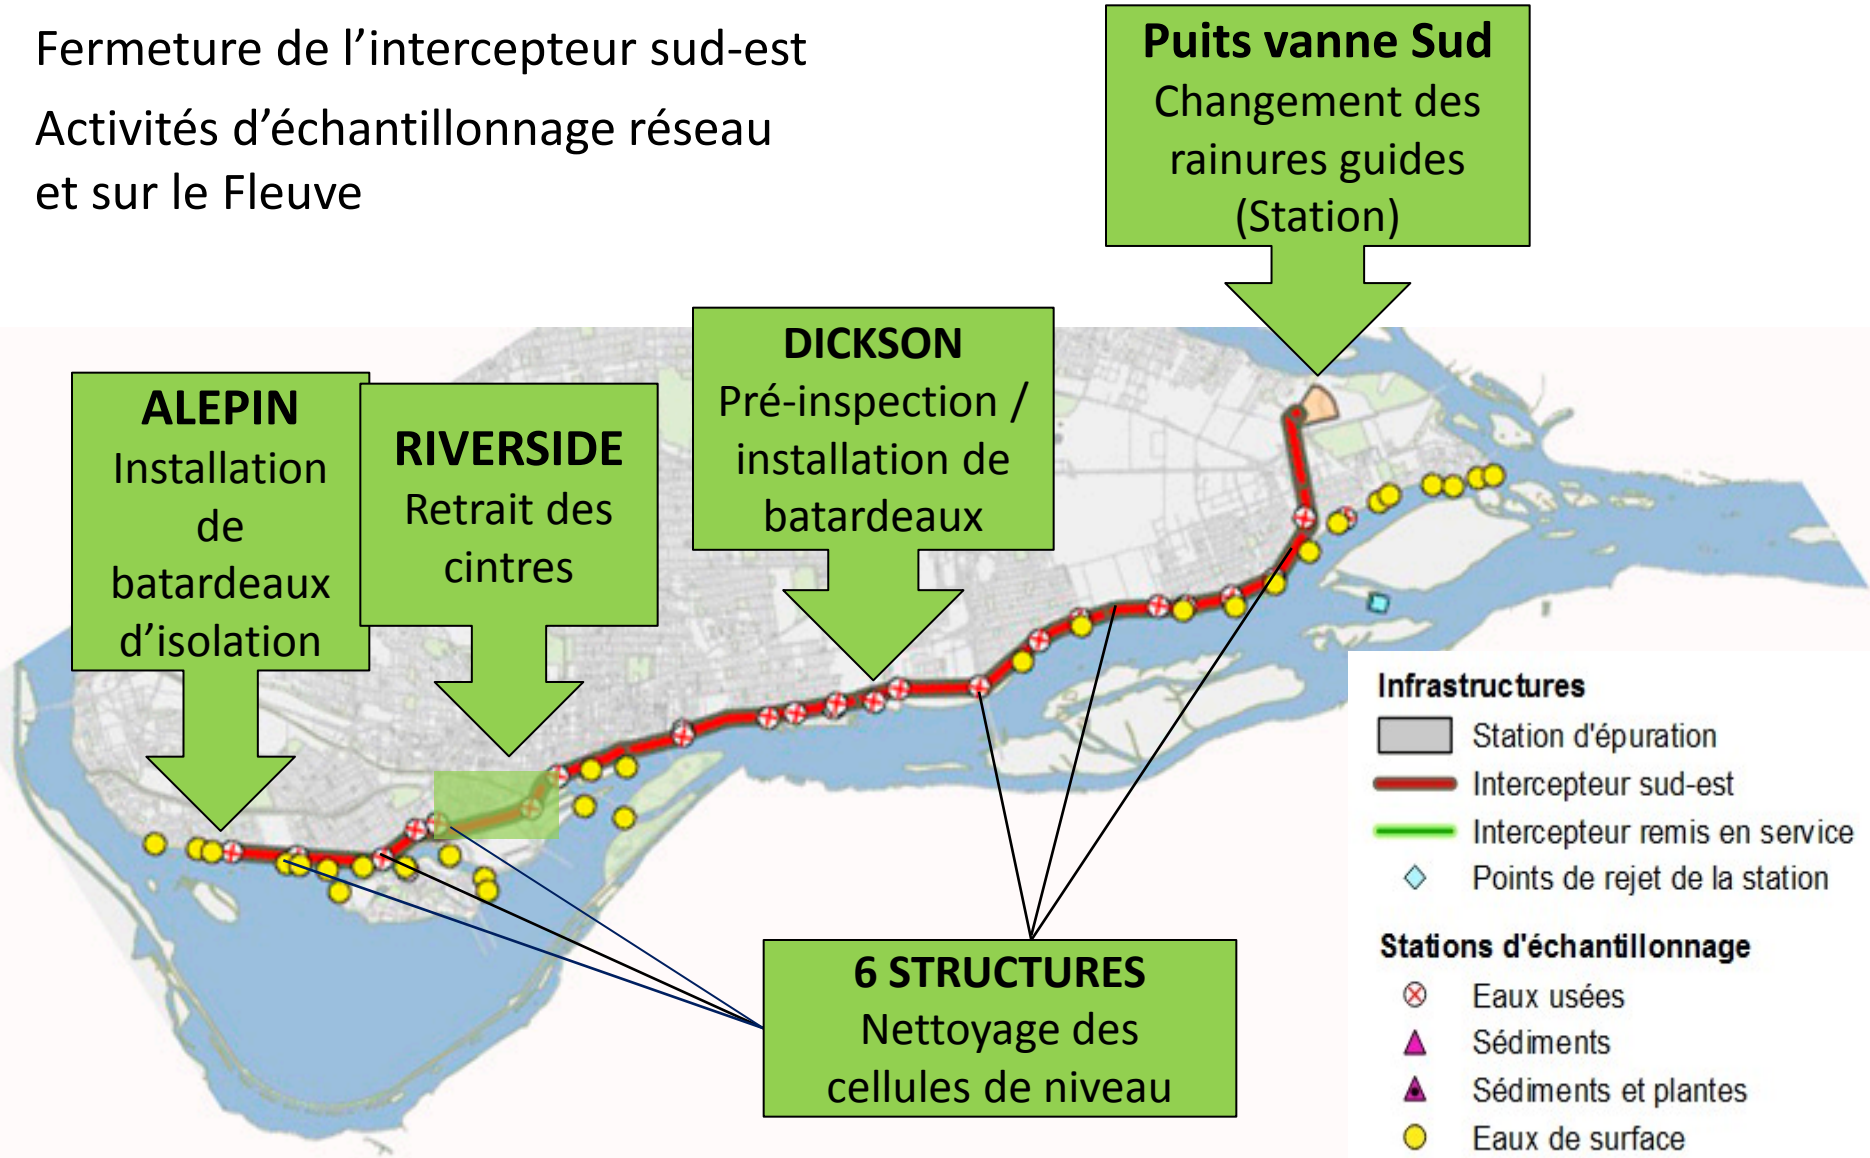 Fermeture de l’intercepteur sud-est
Activités d’échantillonnage réseau
et sur le Fleuve
Puits vanne Sud
Changement des
rainures guides
(Station)
DICKSON
Pré-inspection /
installation de
batardeaux
ALEPIN
Installation
de
batardeaux
d’isolation
RIVERSIDE
Retrait des
cintres
6 STRUCTURES
Nettoyage des
cellules de niveau
Infrastructures
Station d'épuration
Intercepteur sud-est
Intercepteur remis en service
Points de rejet de la station
Stations d'échantillonnage
Eaux usées
Sédiments
Sédiments et plantes
Eaux de surface